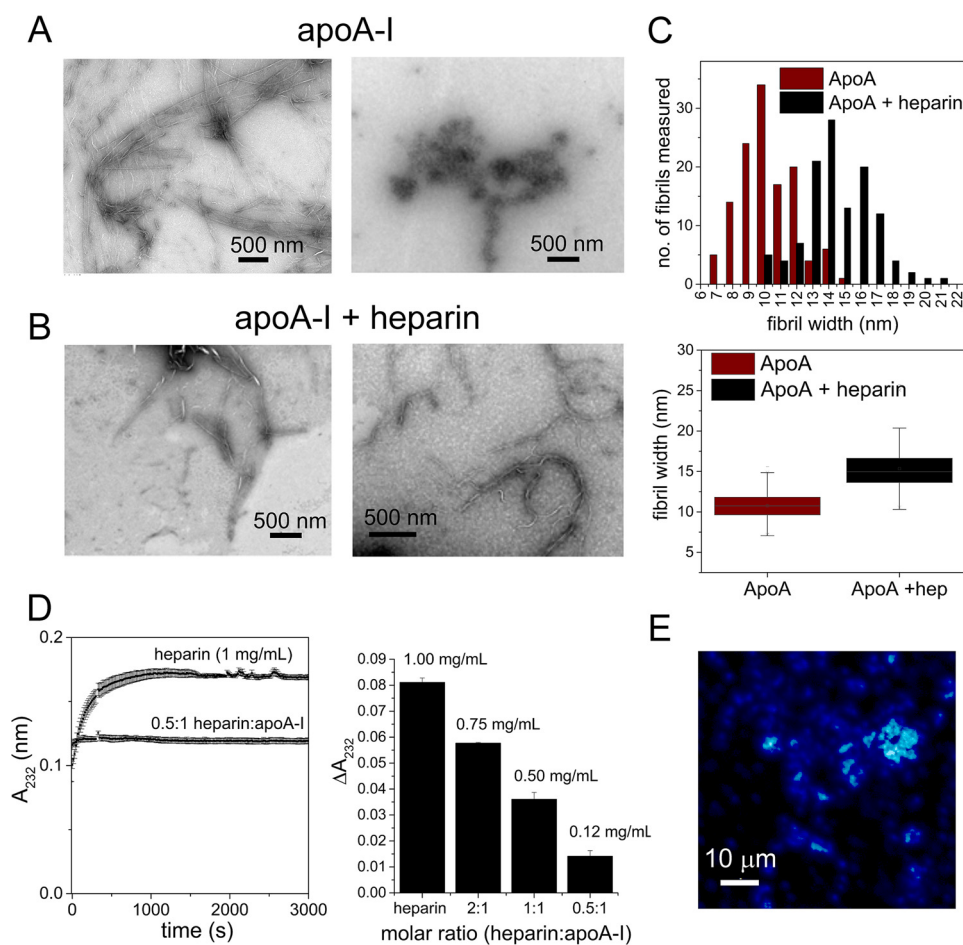 A
apoA-I
500 nm
500 nm
B
apoA-I + heparin
500 nm
500 nm
C
ApoA
ApoA + heparin
no. of fibrils measured
30
20
10
0
6 7 8 9 10 11 12 13 14 15 16 17 18 19 20 21 22
fibril width (nm)
30
25
20
15
10
5
ApoA
ApoA + heparin
fibril width (nm)
ApoA
ApoA +hep
D
0.2
0.1
0.0
A232 (nm)
heparin (1 mg/mL)
0.5:1 heparin:apoA-I
0 1000 2000 3000
time (s)
0.09
0.08
0.07
0.06
0.05
0.04
0.03
0.02
0.01
0.00
ΔA232
1.00 mg/mL
0.75 mg/mL
0.50 mg/mL
0.12 mg/mL
heparin 2:1 1:1 0.5:1
molar ratio (heparin:apoA-I)
E
10 μm